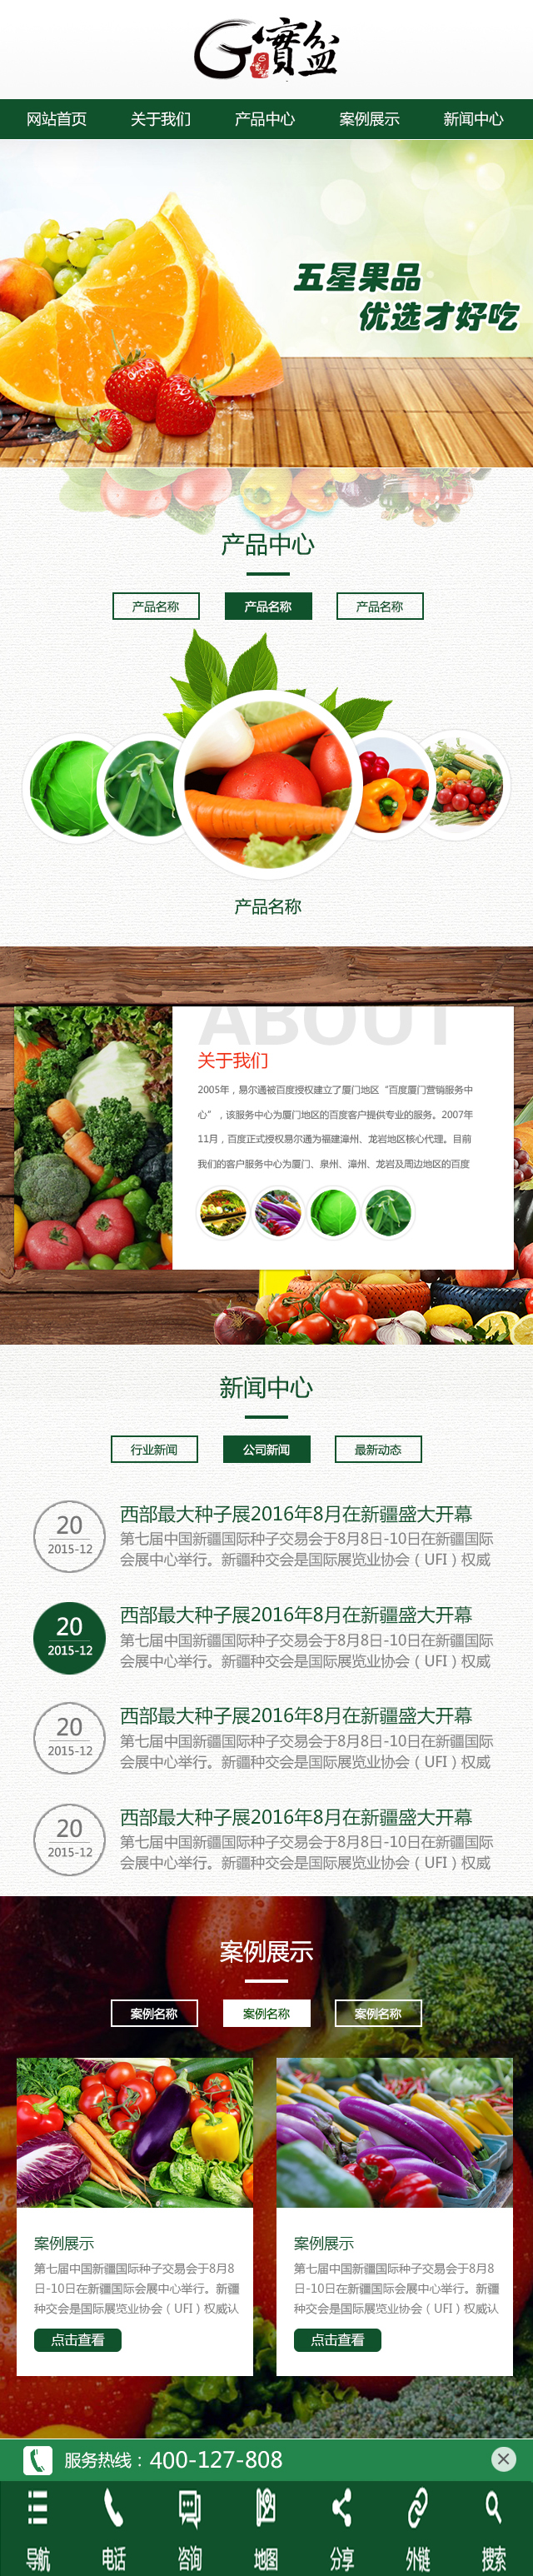 實盆
网站首页 关于我们 产品中心 案例展示 新闻中心
五星果品
优选才好吃
产品中心
产品名称 产品名称 产品名称
产品名称
ABOUT
关于我们
2005年，易尔通被百度授权建立了厦门地区“百度厦门营销服务中
心”，该服务中心为厦门地区的百度客户提供专业的服务。2007年
11月，百度正式授权易尔通为福建漳州、龙岩地区核心代理。目前
我们的客户服务中心为厦门、泉州、漳州、龙岩及周边地区的百度
新闻中心
行业新闻 公司新闻 最新动态
20
2015-12
西部最大种子展2016年8月在新疆盛大开幕
第七届中国新疆国际种子交易会于8月8日-10日在新疆国际
会展中心举行。新疆种交会是国际展览业协会（UFI）权威
20
2015-12
西部最大种子展2016年8月在新疆盛大开幕
第七届中国新疆国际种子交易会于8月8日-10日在新疆国际
会展中心举行。新疆种交会是国际展览业协会（UFI）权威
20
2015-12
西部最大种子展2016年8月在新疆盛大开幕
第七届中国新疆国际种子交易会于8月8日-10日在新疆国际
会展中心举行。新疆种交会是国际展览业协会（UFI）权威
20
2015-12
西部最大种子展2016年8月在新疆盛大开幕
第七届中国新疆国际种子交易会于8月8日-10日在新疆国际
会展中心举行。新疆种交会是国际展览业协会（UFI）权威
案例展示
案例名称 案例名称 案例名称
案例展示
第七届中国新疆国际种子交易会于8月8
日-10日在新疆国际会展中心举行。新疆
种交会是国际展览业协会（UFI）权威认
点击查看
案例展示
第七届中国新疆国际种子交易会于8月8
日-10日在新疆国际会展中心举行。新疆
种交会是国际展览业协会（UFI）权威认
点击查看
服务热线：400-127-808
导航 电话 咨询 地图 分享 外链 搜索